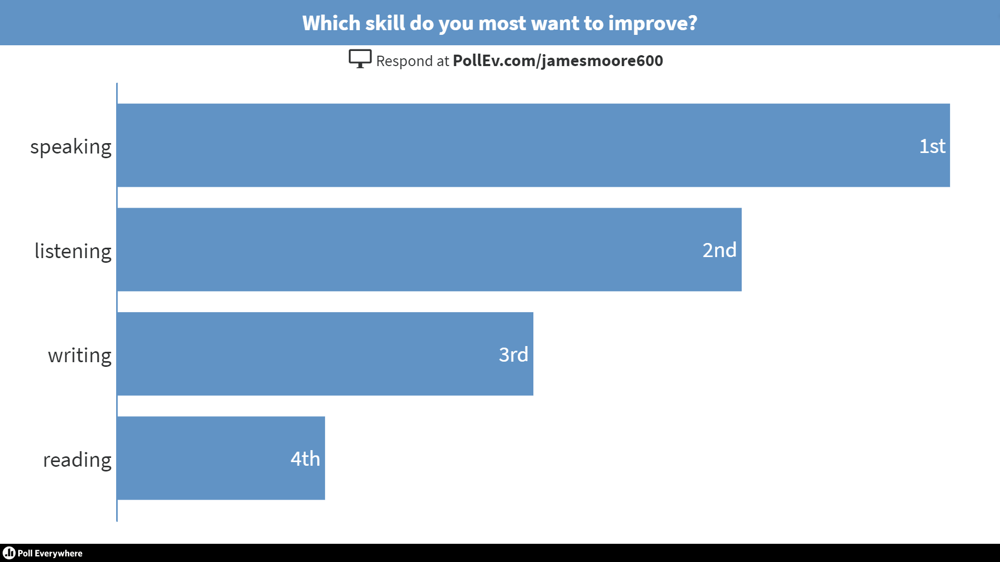 Which skill do you most want to improve?
Respond at PollEv.com/jamesmoore600
speaking 1st
listening 2nd
writing 3rd
reading 4th
Poll Everywhere